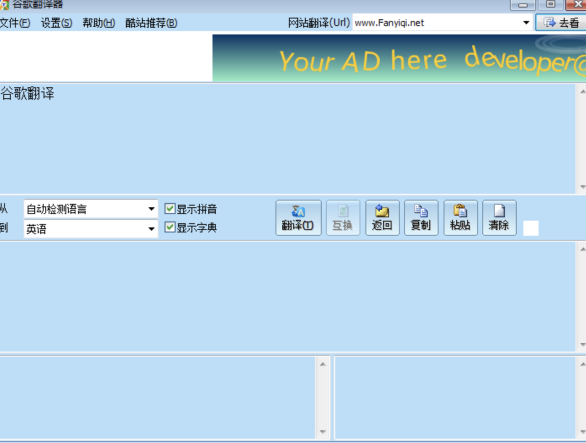 谷歌翻译器
文件(F) 设置(S) 帮助(H) 酷站推荐(B) 网站翻译(Url) www.Fanyiqi.net 去看
Your AD here developer@
谷歌翻译
从 自动检测语言 显示拼音
到 英语 显示字典
翻译(T) 互换 返回 复制 粘贴 清除